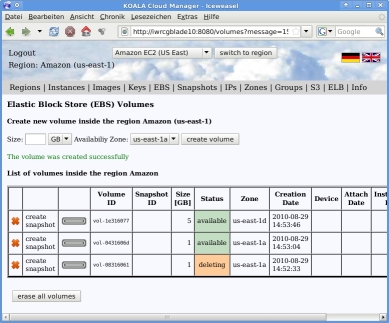 KOALA Cloud Manager - Iceweasel
Datei Bearbeiten Ansicht Chronik Lesezeichen Extras Hilfe
http://iwrcgblade10:8080/volumes?message=1! Google
Logout Amazon EC2 (US East) switch to region
Region: Amazon (us-east-1)
Regions | Instances | Images | Keys | EBS | Snapshots | IPs | Zones | Groups | S3 | ELB | Info
Elastic Block Store (EBS) Volumes
Create new volume inside the region Amazon (us-east-1)
Size: GB Availability Zone: us-east-1a create volume
The volume was created successfully
List of volumes inside the region Amazon
Volume ID Snapshot ID Size [GB] Status Zone Creation Date Device Attach Date Inst
create snapshot vol-1e316077 5 available us-east-1d 2010-08-29 14:53:46
create snapshot vol-0431606d 1 available us-east-1a 2010-08-29 14:53:04
create snapshot vol-08316061 1 deleting us-east-1a 2010-08-29 14:52:33
erase all volumes